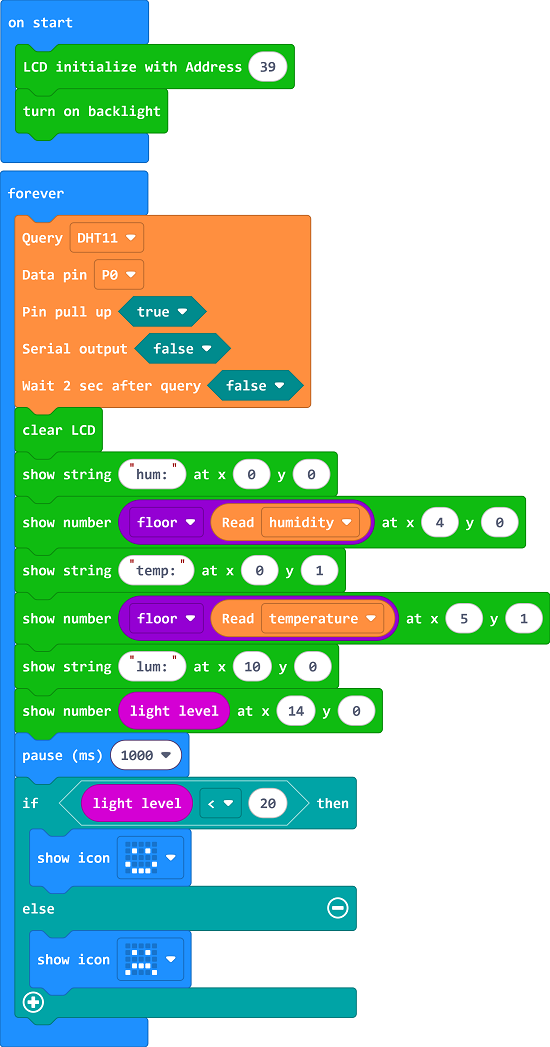 on start
LCD initialize with Address 39
turn on backlight
forever
Query DHT11
Data pin P0
Pin pull up true
Serial output false
Wait 2 sec after query false
clear LCD
show string "hum:" at x 0 y 0
show number floor Read humidity at x 4 y 0
show string "temp:" at x 0 y 1
show number floor Read temperature at x 5 y 1
show string "lum:" at x 10 y 0
show number light level at x 14 y 0
pause (ms) 1000
if light level < 20 then
show icon
else
show icon